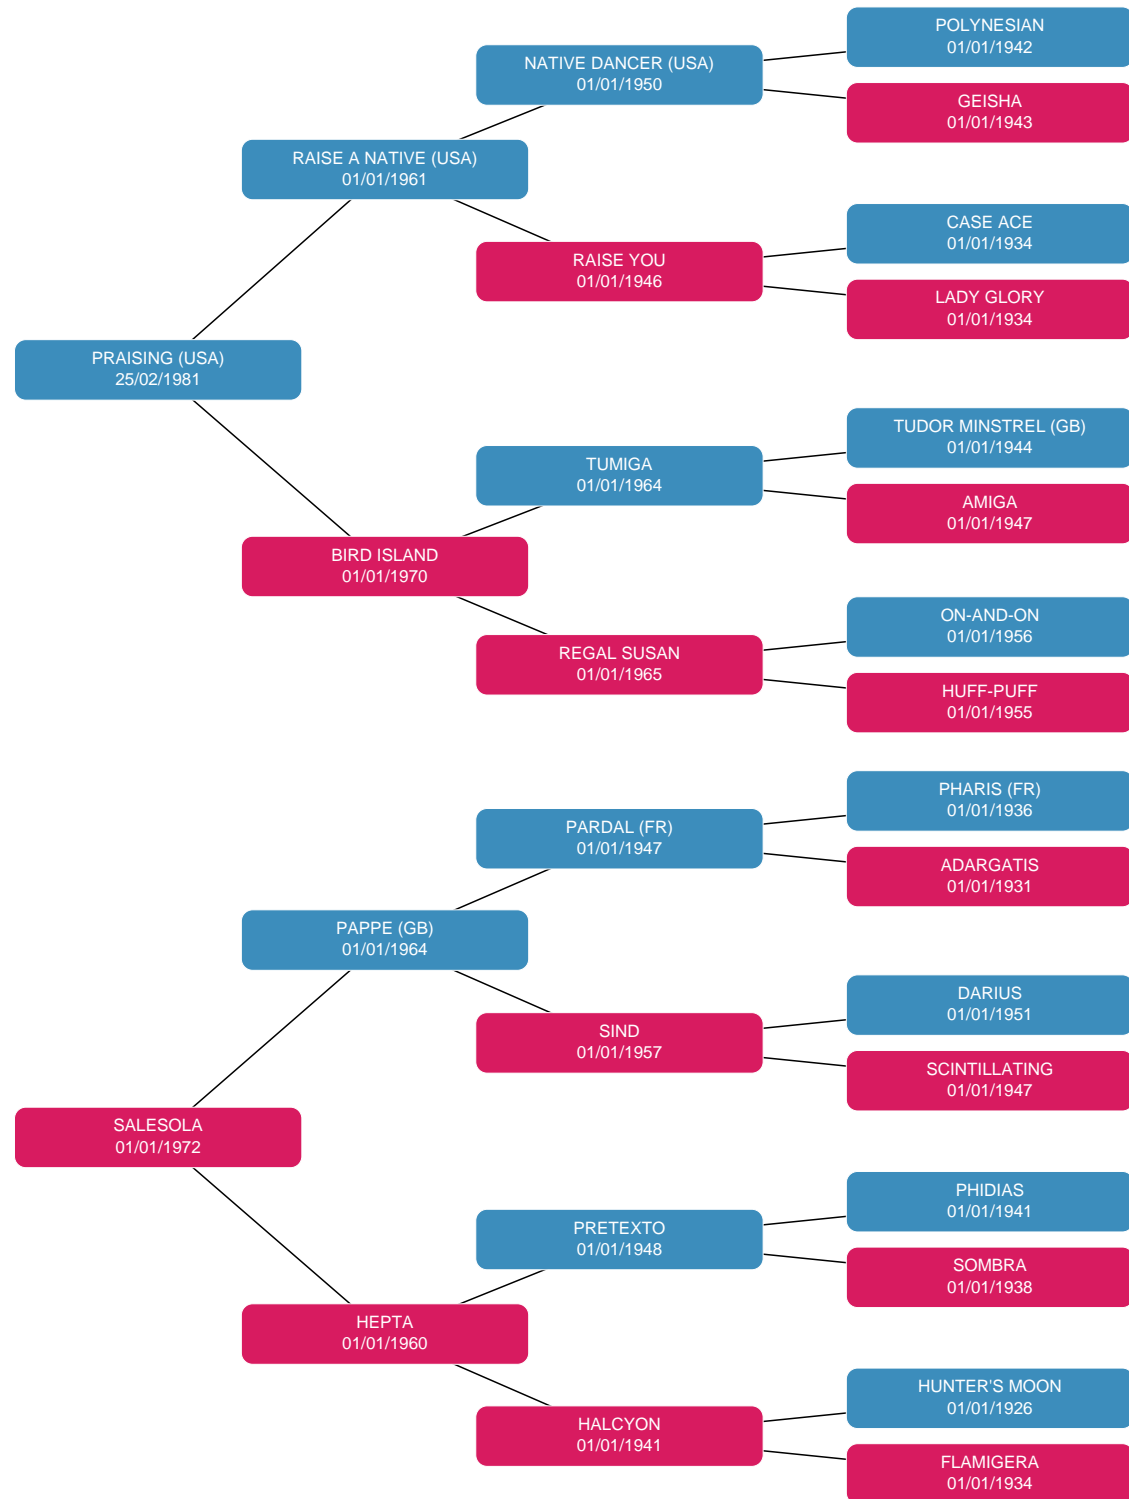 POLYNESIAN
01/01/1942
NATIVE DANCER (USA)
01/01/1950
GEISHA
01/01/1943
RAISE A NATIVE (USA)
01/01/1961
CASE ACE
01/01/1934
RAISE YOU
01/01/1946
LADY GLORY
01/01/1934
PRAISING (USA)
25/02/1981
TUDOR MINSTREL (GB)
01/01/1944
TUMIGA
01/01/1964
AMIGA
01/01/1947
BIRD ISLAND
01/01/1970
ON-AND-ON
01/01/1956
REGAL SUSAN
01/01/1965
HUFF-PUFF
01/01/1955
PHARIS (FR)
01/01/1936
PARDAL (FR)
01/01/1947
ADARGATIS
01/01/1931
PAPPE (GB)
01/01/1964
DARIUS
01/01/1951
SIND
01/01/1957
SCINTILLATING
01/01/1947
SALESOLA
01/01/1972
PHIDIAS
01/01/1941
PRETEXTO
01/01/1948
SOMBRA
01/01/1938
HEPTA
01/01/1960
HUNTER'S MOON
01/01/1926
HALCYON
01/01/1941
FLAMIGERA
01/01/1934